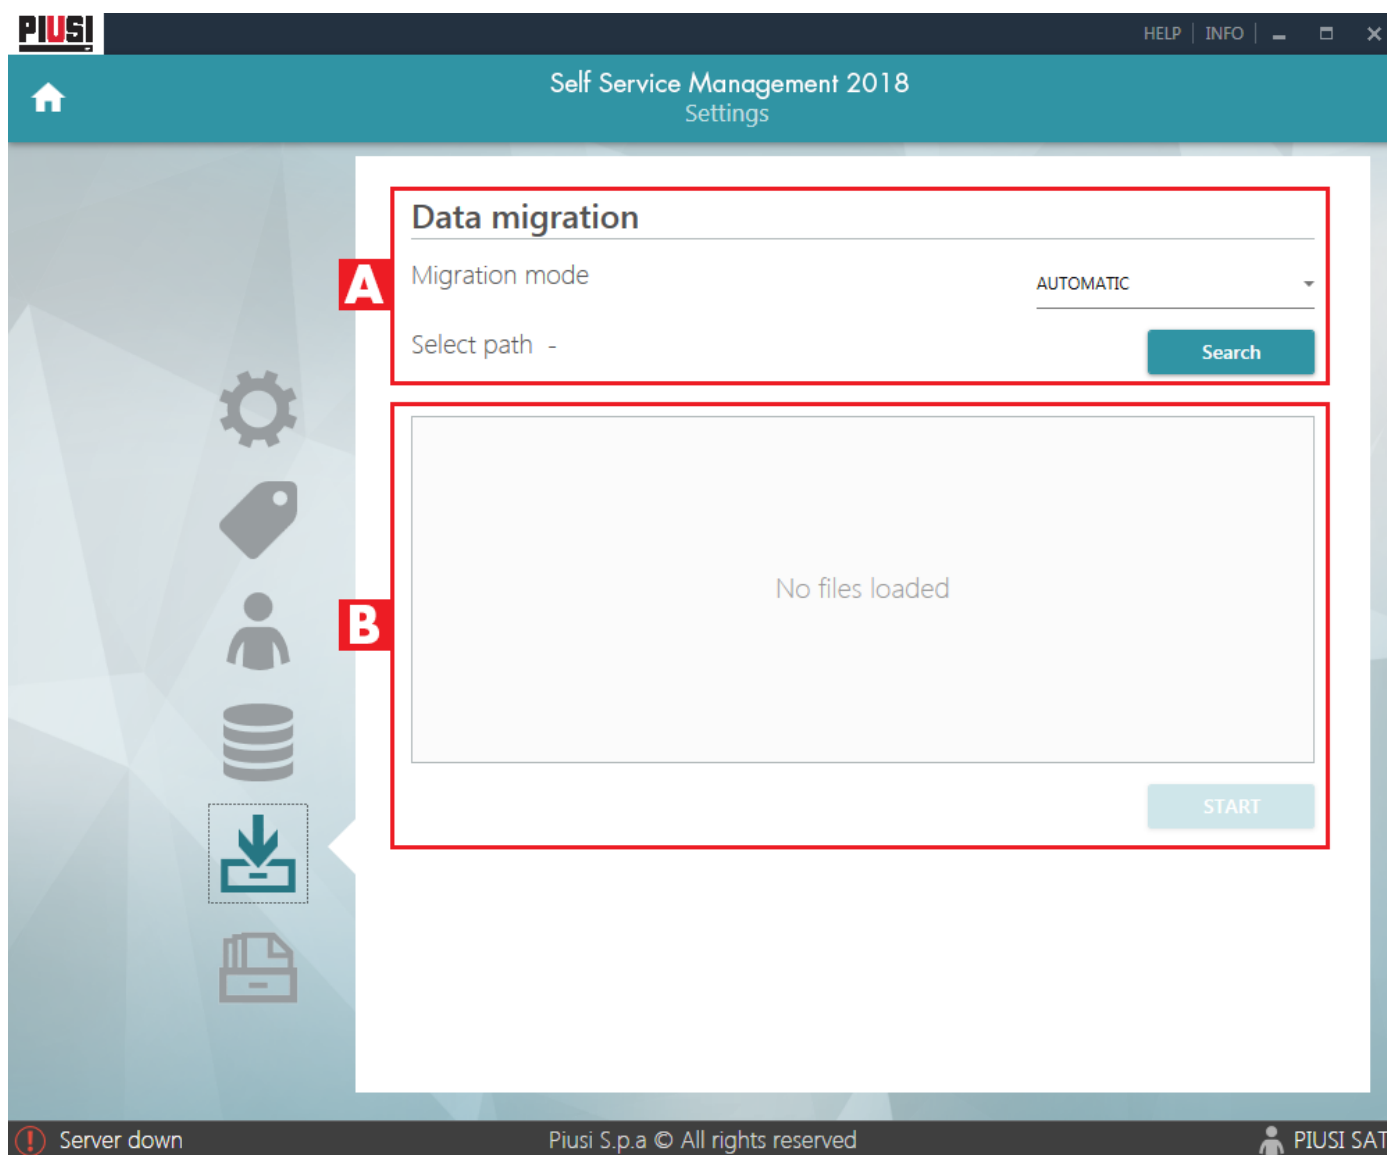 PIUSI
HELP INFO
Self Service Management 2018
Settings
Data migration
A
Migration mode
AUTOMATIC
Select path -
Search
No files loaded
B
START
Server down
Piusi S.p.a © All rights reserved
PIUSI SAT